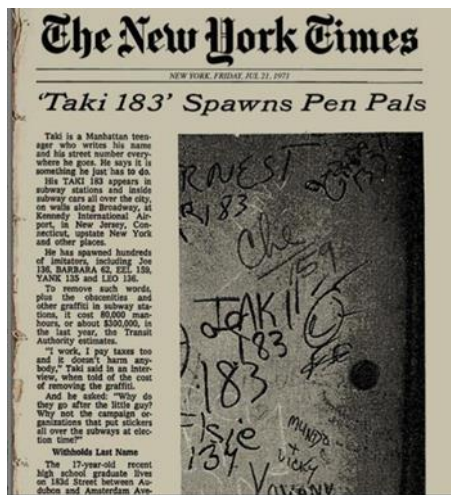 The New York Times
NEW YORK, FRIDAY, JUL 21, 1971
'Taki 183' Spawns Pen Pals
Taki is a Manhattan teen-
ager who writes his name
and his street number every-
where he goes. He says it is
something he just has to do.
His TAKI 183 appears in
subway stations and inside
subway cars all over the city,
on walls along Broadway, at
Kennedy International Air-
port, in New Jersey, Con-
necticut, upstate New York
and other places.
He has spawned hundreds
of imitators, including Joe
136, BARBARA 62, EEL 159,
YANK 135 and LEO 136.
To remove such words,
plus the obscenities and
other graffiti in subway sta-
tions, it cost 80,000 man-
hours, or about $300,000, in
the last year, the Transit
Authority estimates.
"I work, I pay taxes too
and it doesn't harm any-
body," Taki said in an inter-
view, when told of the cost
of removing the graffiti.
And he asked: "Why do
they go after the little guy?
Why not the campaign or-
ganizations that put stickers
all over the subways at elec-
tion time?"
Withholds Last Name
The 17-year-old recent
high school graduate lives
on 183d Street between Au-
dubon and Amsterdam Ave-
RNEST
183
Che
159
TAKI
183
183
Elsie
134
MUNDO
+
VICKY